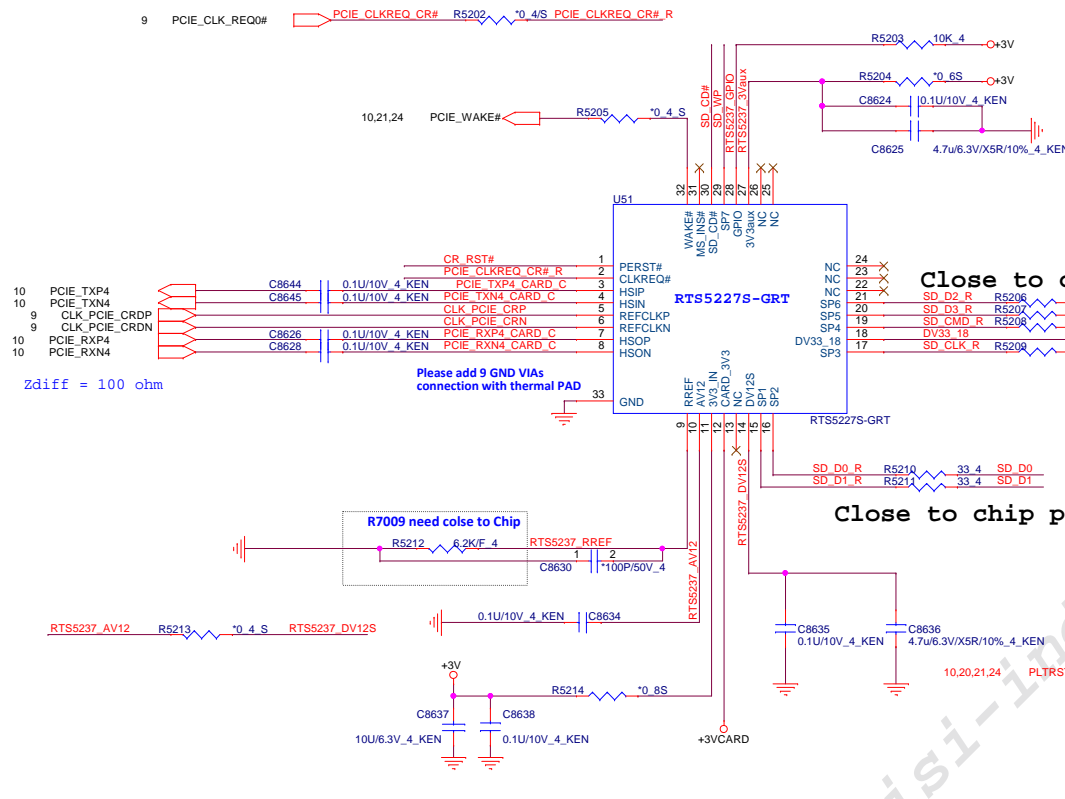 9 PCIE_CLK_REQ0# PCIE_CLKREQ_CR# R5202 *0_4/S PCIE_CLKREQ_CR#_R
R5203 10K_4 +3V
R5204 *0_6S +3V
C8624 0.1U/10V_4_KEN
C8625 4.7u/6.3V/X5R/10%_4_KEN
10,21,24 PCIE_WAKE# R5205 *0_4_S
SD_CD#
SD_WP
RTS5237_GPIO
RTS5237_3Vaux
32 31 30 29 28 27 26 25
U51
WAKE# MS_INS# SD_CD# SP7 GPIO 3V3aux NC NC
CR_RST# 1 PERST#
PCIE_CLKREQ_CR#_R 2 CLKREQ#
10 PCIE_TXP4 C8644 0.1U/10V_4_KEN PCIE_TXP4_CARD_C 3 HSIP
10 PCIE_TXN4 C8645 0.1U/10V_4_KEN PCIE_TXN4_CARD_C 4 HSIN
9 CLK_PCIE_CRDP CLK_PCIE_CRP 5 REFCLKP
9 CLK_PCIE_CRDN CLK_PCIE_CRN 6 REFCLKN
10 PCIE_RXP4 C8626 0.1U/10V_4_KEN PCIE_RXP4_CARD_C 7 HSOP
10 PCIE_RXN4 C8628 0.1U/10V_4_KEN PCIE_RXN4_CARD_C 8 HSON
RTS5227S-GRT
NC 24
NC 23
NC 22
Close to c
SP6 21 SD_D2_R R5206
SP5 20 SD_D3_R R5207
SP4 19 SD_CMD_R R5208
DV33_18 18 DV33_18
SP3 17 SD_CLK_R R5209
Zdiff = 100 ohm
Please add 9 GND VIAs
connection with thermal PAD
33 GND
RREF AV12 3V3_IN CARD_3V3 NC DV12S SP1 SP2
9 10 11 12 13 14 15 16
RTS5227S-GRT
SD_D0_R R5210 33_4 SD_D0
SD_D1_R R5211 33_4 SD_D1
RTS5237_DV12S
Close to chip p
R7009 need colse to Chip
R5212 6.2K/F_4 RTS5237_RREF
C8630 1 2 *100P/50V_4
RTS5237_AV12
0.1U/10V_4_KEN C8634
RTS5237_AV12 R5213 *0_4_S RTS5237_DV12S
C8635
0.1U/10V_4_KEN
C8636
4.7u/6.3V/X5R/10%_4_KEN
10,20,21,24 PLTRS
+3V
R5214 *0_8S
C8637
10U/6.3V_4_KEN
C8638
0.1U/10V_4_KEN
+3VCARD